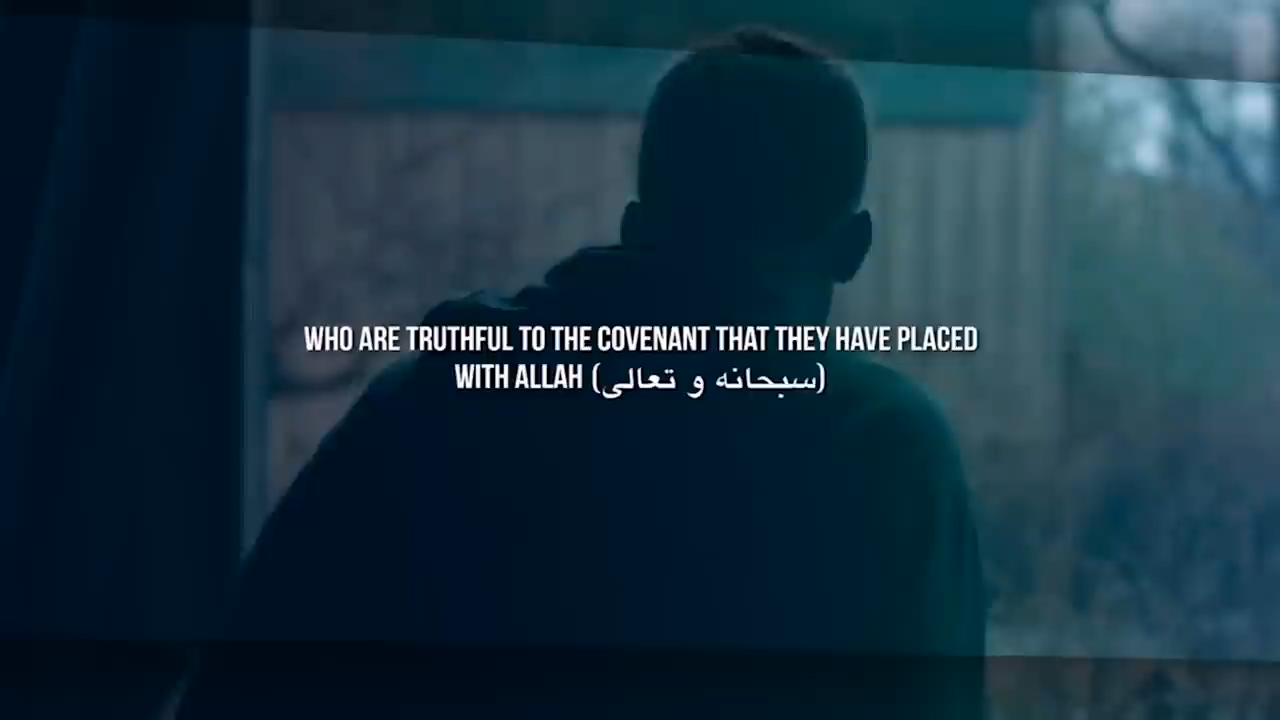 WHO ARE TRUTHFUL TO THE COVENANT THAT THEY HAVE PLACED
WITH ALLAH (سبحانه و تعالى)